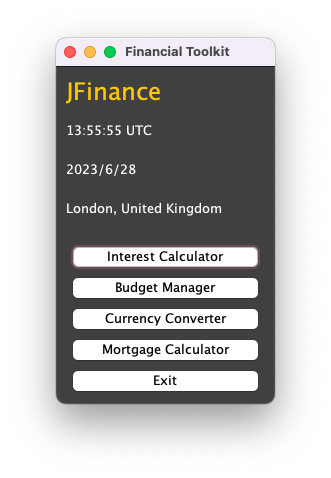 Financial Toolkit
JFinance
13:55:55 UTC
2023/6/28
London, United Kingdom
Interest Calculator
Budget Manager
Currency Converter
Mortgage Calculator
Exit